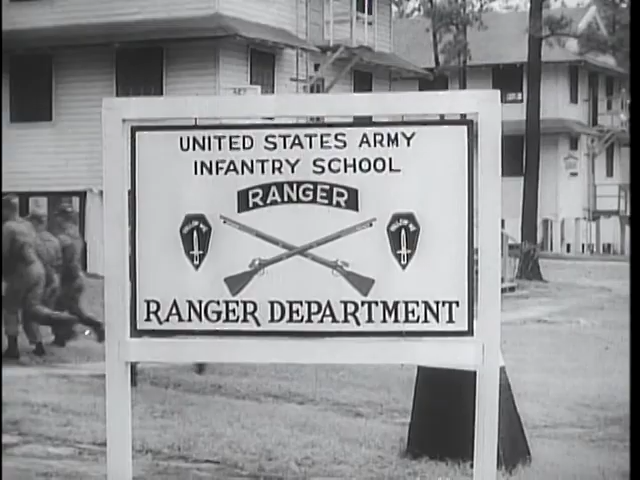 UNITED STATES ARMY
INFANTRY SCHOOL
RANGER
RANGER DEPARTMENT